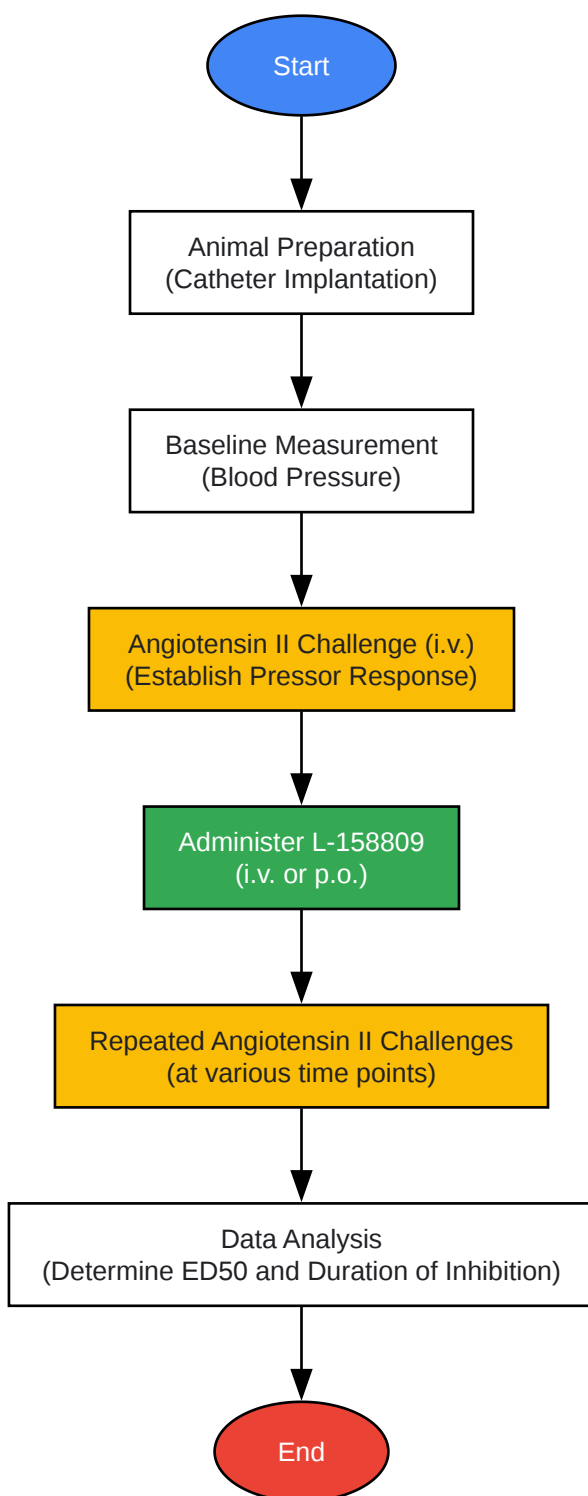 Start
Animal Preparation
(Catheter Implantation)
Baseline Measurement
(Blood Pressure)
Angiotensin II Challenge (i.v.)
(Establish Pressor Response)
Administer L-158809
(i.v. or p.o.)
Repeated Angiotensin II Challenges
(at various time points)
Data Analysis
(Determine ED50 and Duration of Inhibition)
End